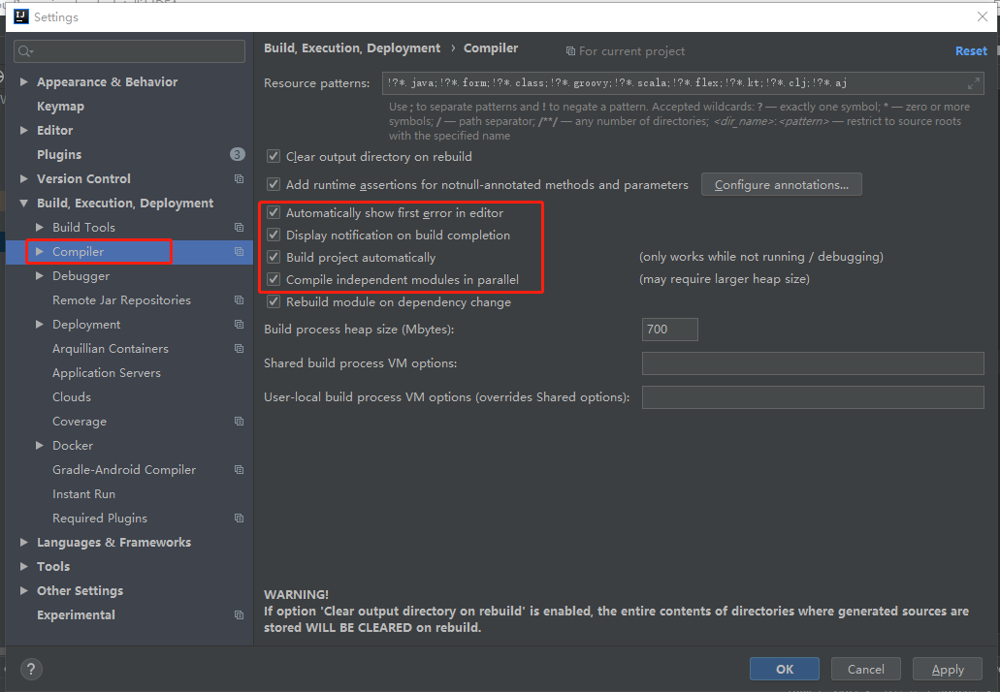 Settings
Build, Execution, Deployment › Compiler
For current project
Reset
Appearance & Behavior
Keymap
Editor
Plugins
3
Version Control
Build, Execution, Deployment
Build Tools
Compiler
Debugger
Remote Jar Repositories
Deployment
Arquillian Containers
Application Servers
Clouds
Coverage
Docker
Gradle-Android Compiler
Instant Run
Required Plugins
Languages & Frameworks
Tools
Other Settings
Experimental
Resource patterns: !?*.java;!?*.form;!?*.class;!?*.groovy;!?*.scala;!?*.flex;!?*.kt;!?*.clj;!?*.aj
Use ; to separate patterns and ! to negate a pattern. Accepted wildcards: ? — exactly one symbol; * — zero or more
symbols; / — path separator; /**/ — any number of directories; <dir_name>:<pattern> — restrict to source roots
with the specified name
Clear output directory on rebuild
Add runtime assertions for notnull-annotated methods and parameters
Configure annotations...
Automatically show first error in editor
Display notification on build completion
Build project automatically (only works while not running / debugging)
Compile independent modules in parallel (may require larger heap size)
Rebuild module on dependency change
Build process heap size (Mbytes): 700
Shared build process VM options:
User-local build process VM options (overrides Shared options):
WARNING!
If option 'Clear output directory on rebuild' is enabled, the entire contents of directories where generated sources are
stored WILL BE CLEARED on rebuild.
?
OK
Cancel
Apply